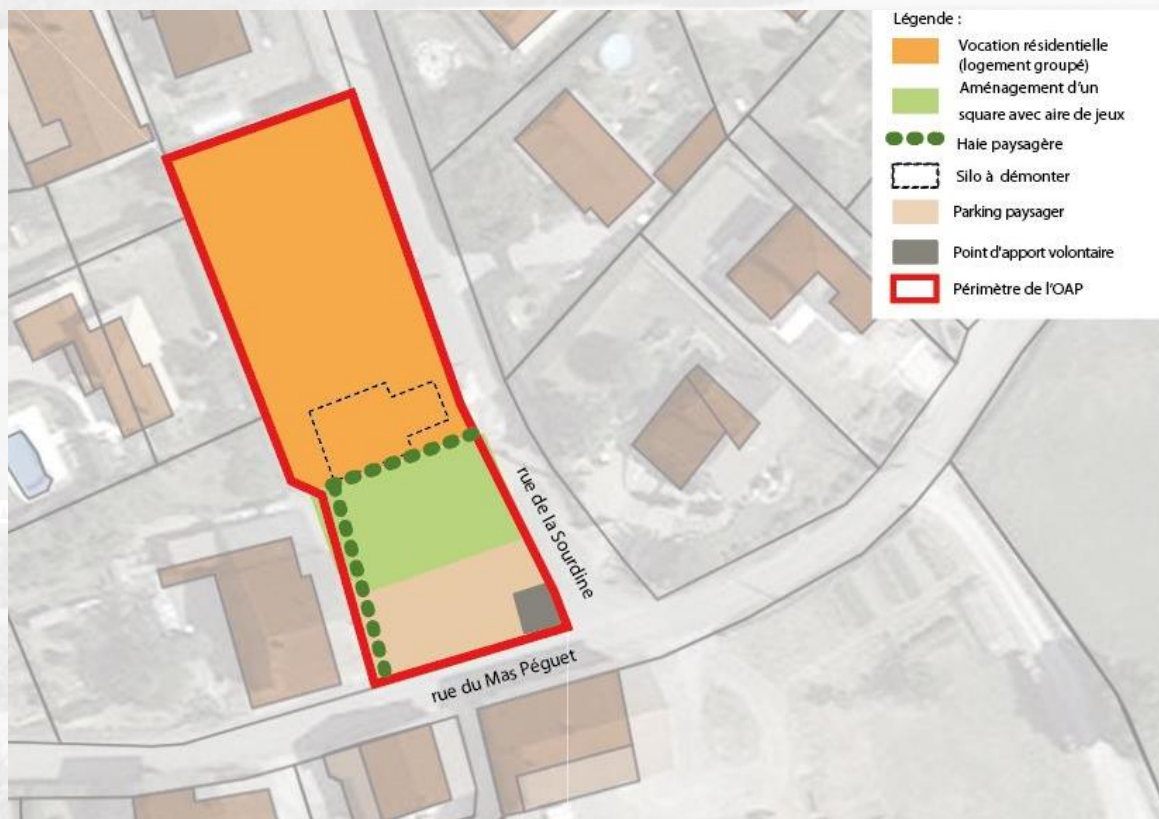 Légende :
Vocation résidentielle
(logement groupé)
Aménagement d'un
square avec aire de jeux
Haie paysagère
Silo à démonter
Parking paysager
Point d'apport volontaire
Périmètre de l'OAP
rue de la Sourdine
rue du Mas Péguet